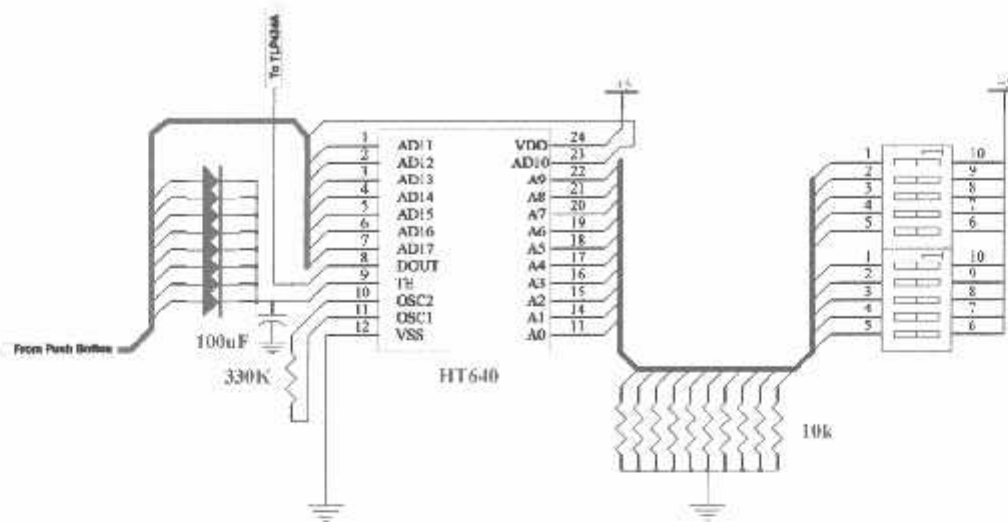 To TLP434A
1 AD11 VDD 24
2 AD12 AD10 23
3 AD13 A9 22
4 AD14 A8 21
5 AD15 A7 20
6 AD16 A6 19
7 AD17 A5 18
8 DOUT A4 17
9 TE A3 16
10 OSC2 A2 15
11 OSC1 A1 14
12 VSS A0
HT640
From Push Button
100uF
330K
10k
1 10
2 9
3 8
4 7
5 6
1 10
2 9
3 8
4 7
5 6